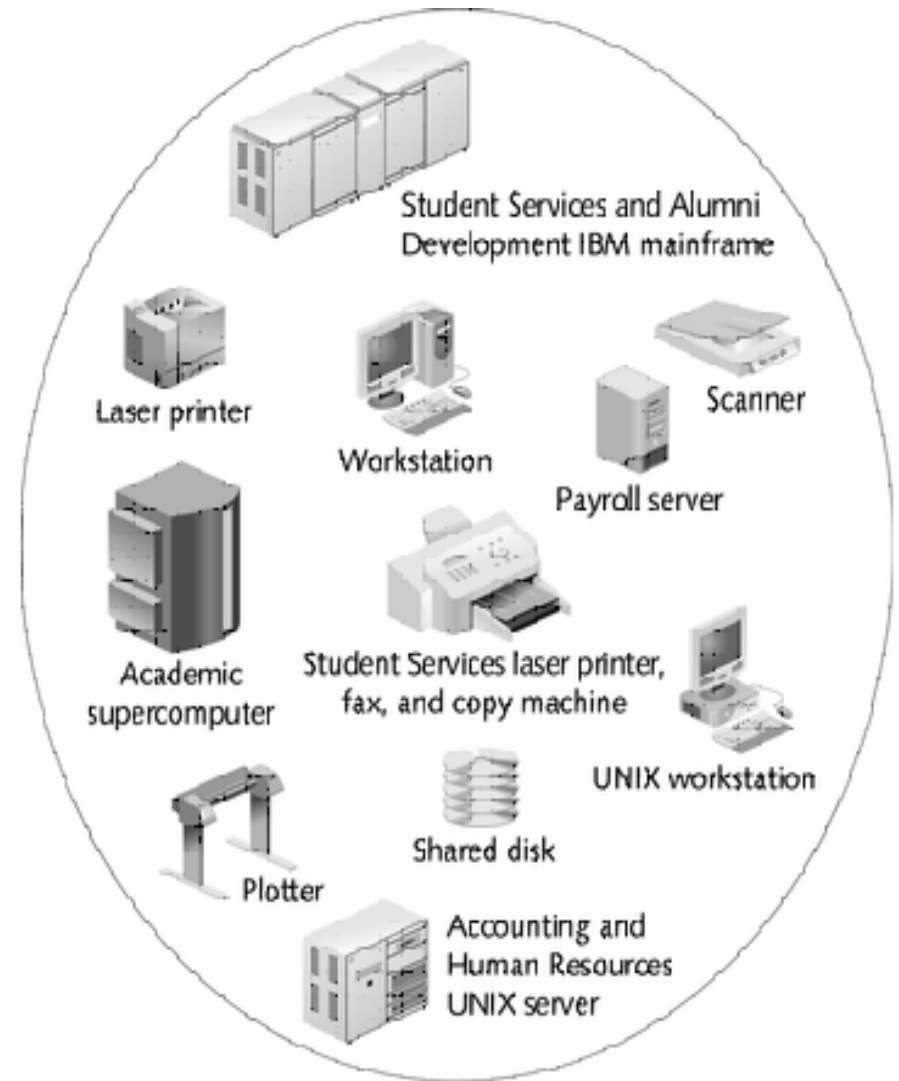 Student Services and Alumni
Development IBM mainframe
Laser printer
Workstation
Scanner
Payroll server
Academic
supercomputer
Student Services laser printer,
fax, and copy machine
UNIX workstation
Shared disk
Plotter
Accounting and
Human Resources
UNIX server